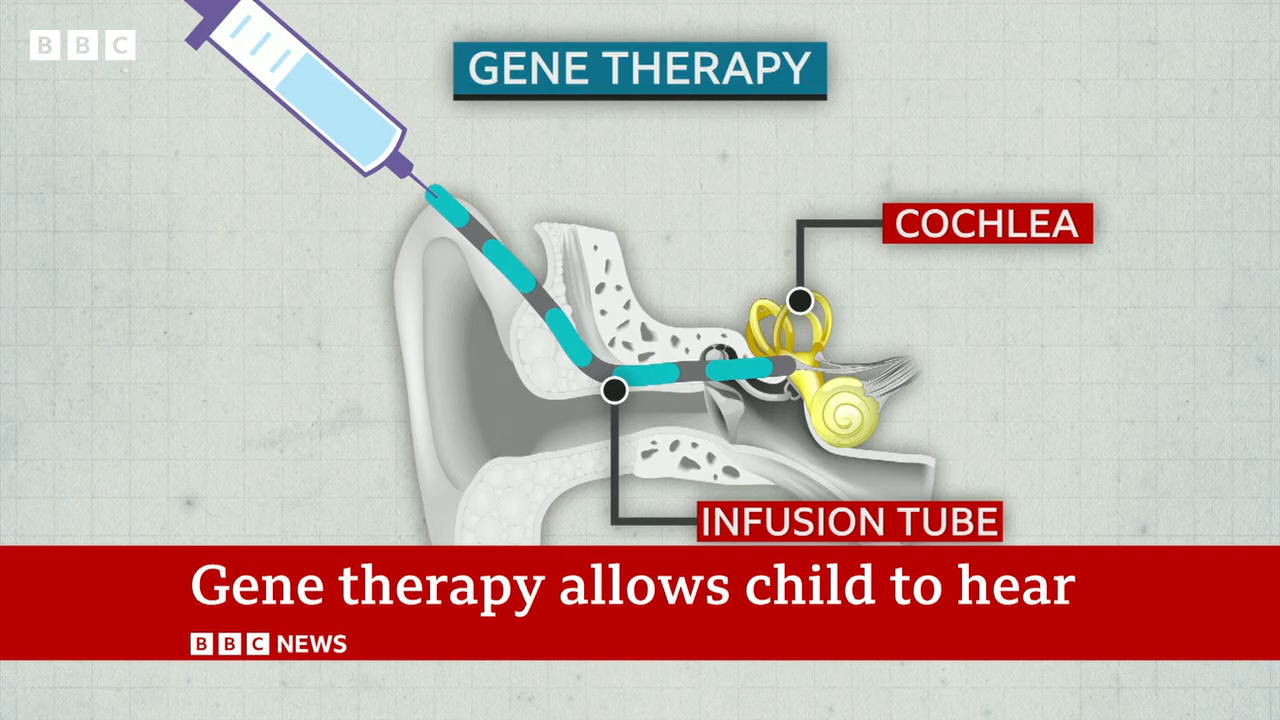 BBC
GENE THERAPY
COCHLEA
INFUSION TUBE
Gene therapy allows child to hear
BBC NEWS